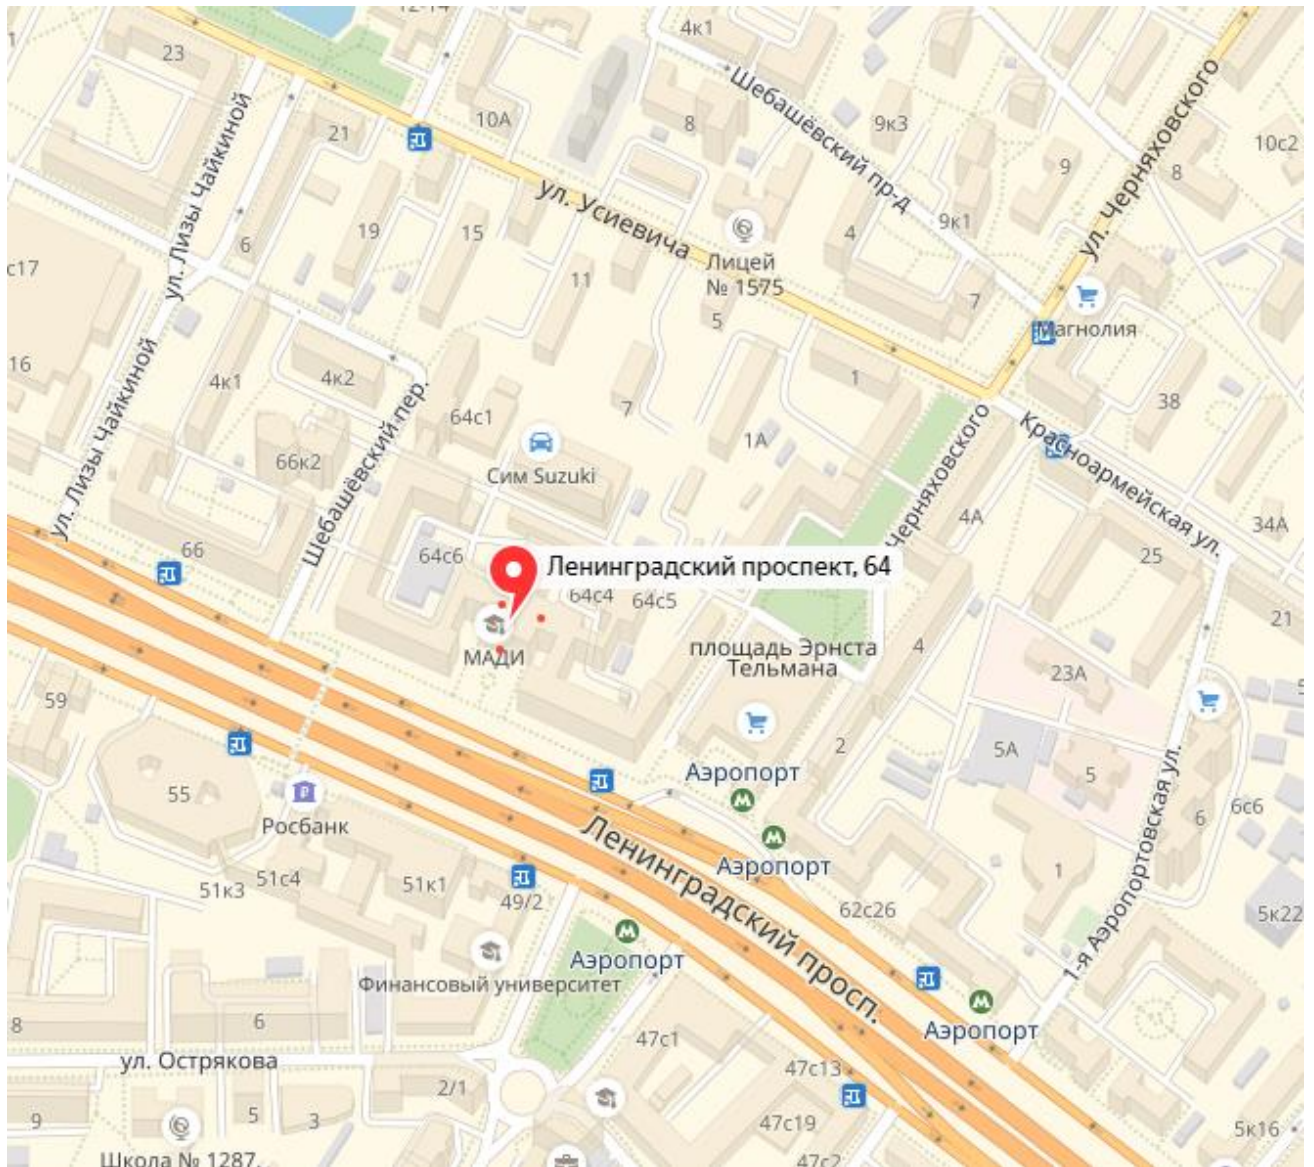 12-14
4к1
23
10А
8
9к3
Шебашёвский пр-д
ул. Черняховского
10с2
21
9
8
ул. Лизы Чайкиной
ул. Усиевича
19
15
6
4
9к1
Лицей
№ 1575
с17
11
5
7
Магнолия
16
4к1
4к2
64с1
7
1
38
ул. Лизы Чайкиной
Шебашёвский пер.
66к2
Сим Suzuki
1А
Черняховского
Красноармейская ул.
4А
34А
66
64с6
Ленинградский проспект, 64
25
64с4
64с5
21
МАДИ
площадь Эрнста
Тельмана
4
23А
59
2
5А
5
55
Аэропорт
Росбанк
Аэропорт
6
6с6
Ленинградский просп.
51к3
51с4
51к1
49/2
62с26
1
1-я Аэропортовская ул.
5к22
Аэропорт
Финансовый университет
8
6
47с1
Аэропорт
ул. Острякова
47с13
2/1
9
5
3
47с19
5к16
Школа № 1287,
47с2